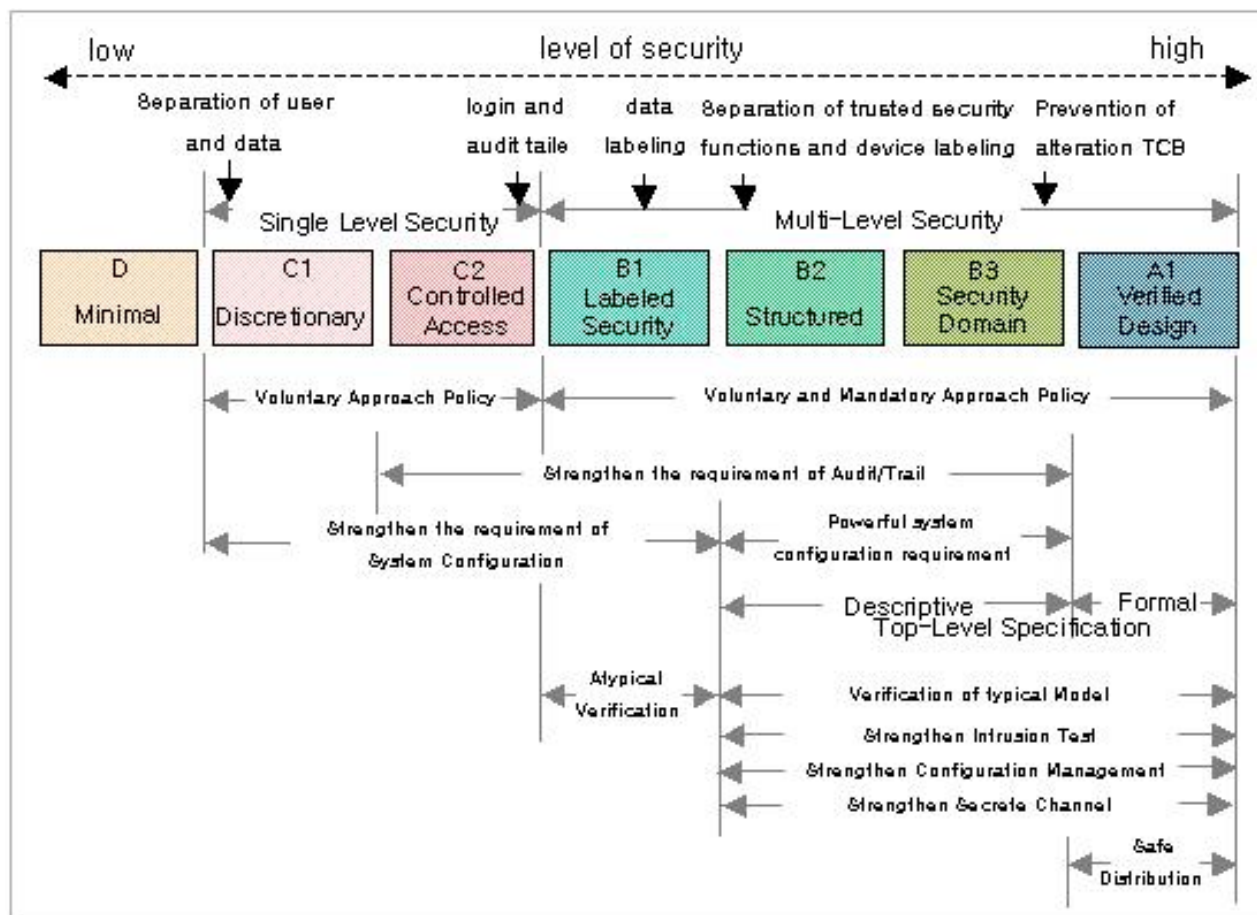 low level of security high
Separation of user
and data
login and
audit taile
data
labeling
Separation of trusted security
functions and device labeling
Prevention of
alteration TCB
Single Level Security
Multi-Level Security
D
Minimal
C1
Discretionary
C2
Controlled
Access
B1
Labeled
Security
B2
Structured
B3
Security
Domain
A1
Verified
Design
Voluntary Approach Policy
Voluntary and Mandatory Approach Policy
Strengthen the requirement of Audit/Trail
Strengthen the requirement of
System Configuration
Powerful system
configuration requirement
Descriptive
Formal
Top-Level Specification
Atypical
Verification
Verification of typical Model
Strengthen Intrusion Test
Strengthen Configuration Management
Strengthen Secrete Channel
Safe
Distribution